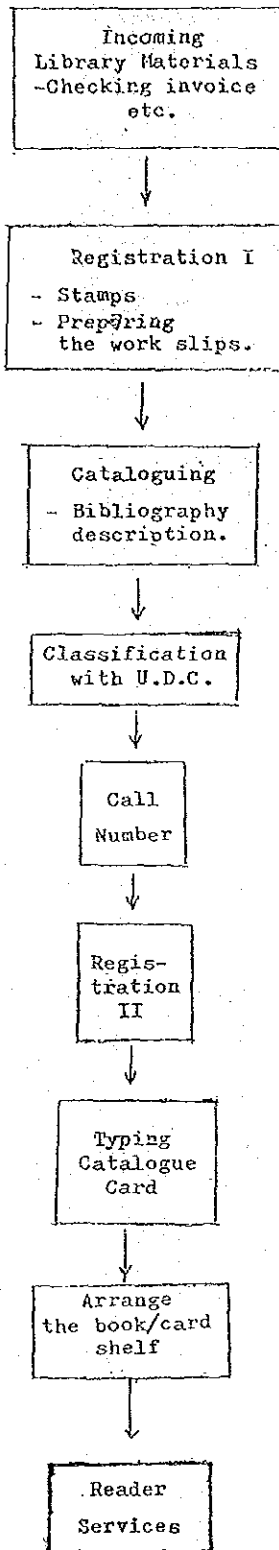 Incoming
Library Materials
-Checking invoice
etc.
Registration I
- Stamps
- Preparing
the work slips.
Cataloguing
- Bibliography
description.
Classification
with U.D.C.
Call
Number
Regis-
tration
II
Typing
Catalogue
Card
Arrange
the book/card
shelf
Reader
Services